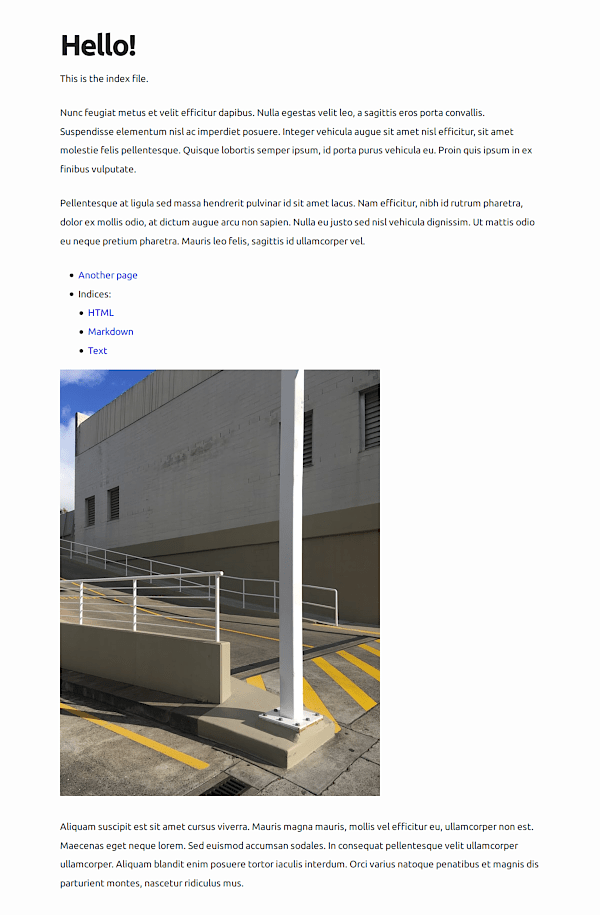 Hello!
This is the index file.
Nunc feugiat metus et velit efficitur dapibus. Nulla egestas velit leo, a sagittis eros porta convallis.
Suspendisse elementum nisl ac imperdiet posuere. Integer vehicula augue sit amet nisl efficitur, sit amet
molestie felis pellentesque. Quisque lobortis semper ipsum, id porta purus vehicula eu. Proin quis ipsum in ex
finibus vulputate.
Pellentesque at ligula sed massa hendrerit pulvinar id sit amet lacus. Nam efficitur, nibh id rutrum pharetra,
dolor ex mollis odio, at dictum augue arcu non sapien. Nulla eu justo sed nisl vehicula dignissim. Ut mattis odio
eu neque pretium pharetra. Mauris leo felis, sagittis id ullamcorper vel.
• Another page
• Indices:
• HTML
• Markdown
• Text
Aliquam suscipit est sit amet cursus viverra. Mauris magna mauris, mollis vel efficitur eu, ullamcorper non est.
Maecenas eget neque lorem. Sed euismod accumsan sodales. In consequat pellentesque velit ullamcorper
ullamcorper. Aliquam blandit enim posuere tortor iaculis interdum. Orci varius natoque penatibus et magnis dis
parturient montes, nascetur ridiculus mus.